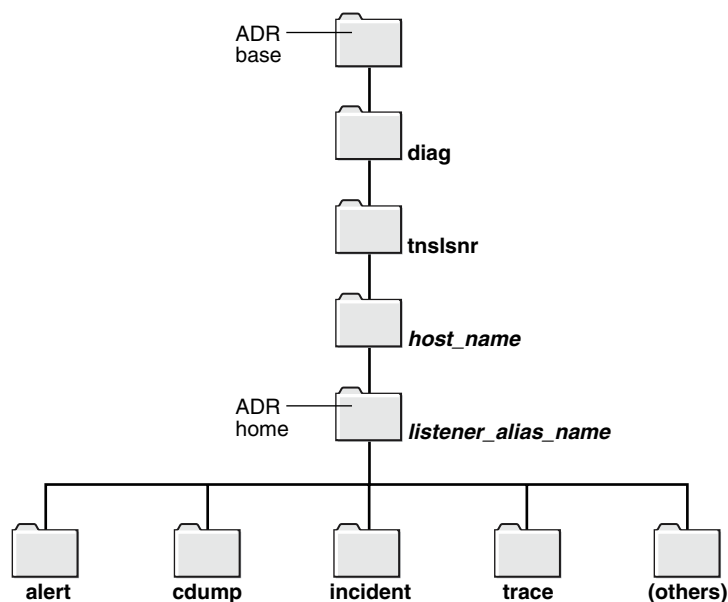 ADR
base
diag
tnslsnr
host_name
ADR
home
listener_alias_name
alert
cdump
incident
trace
(others)